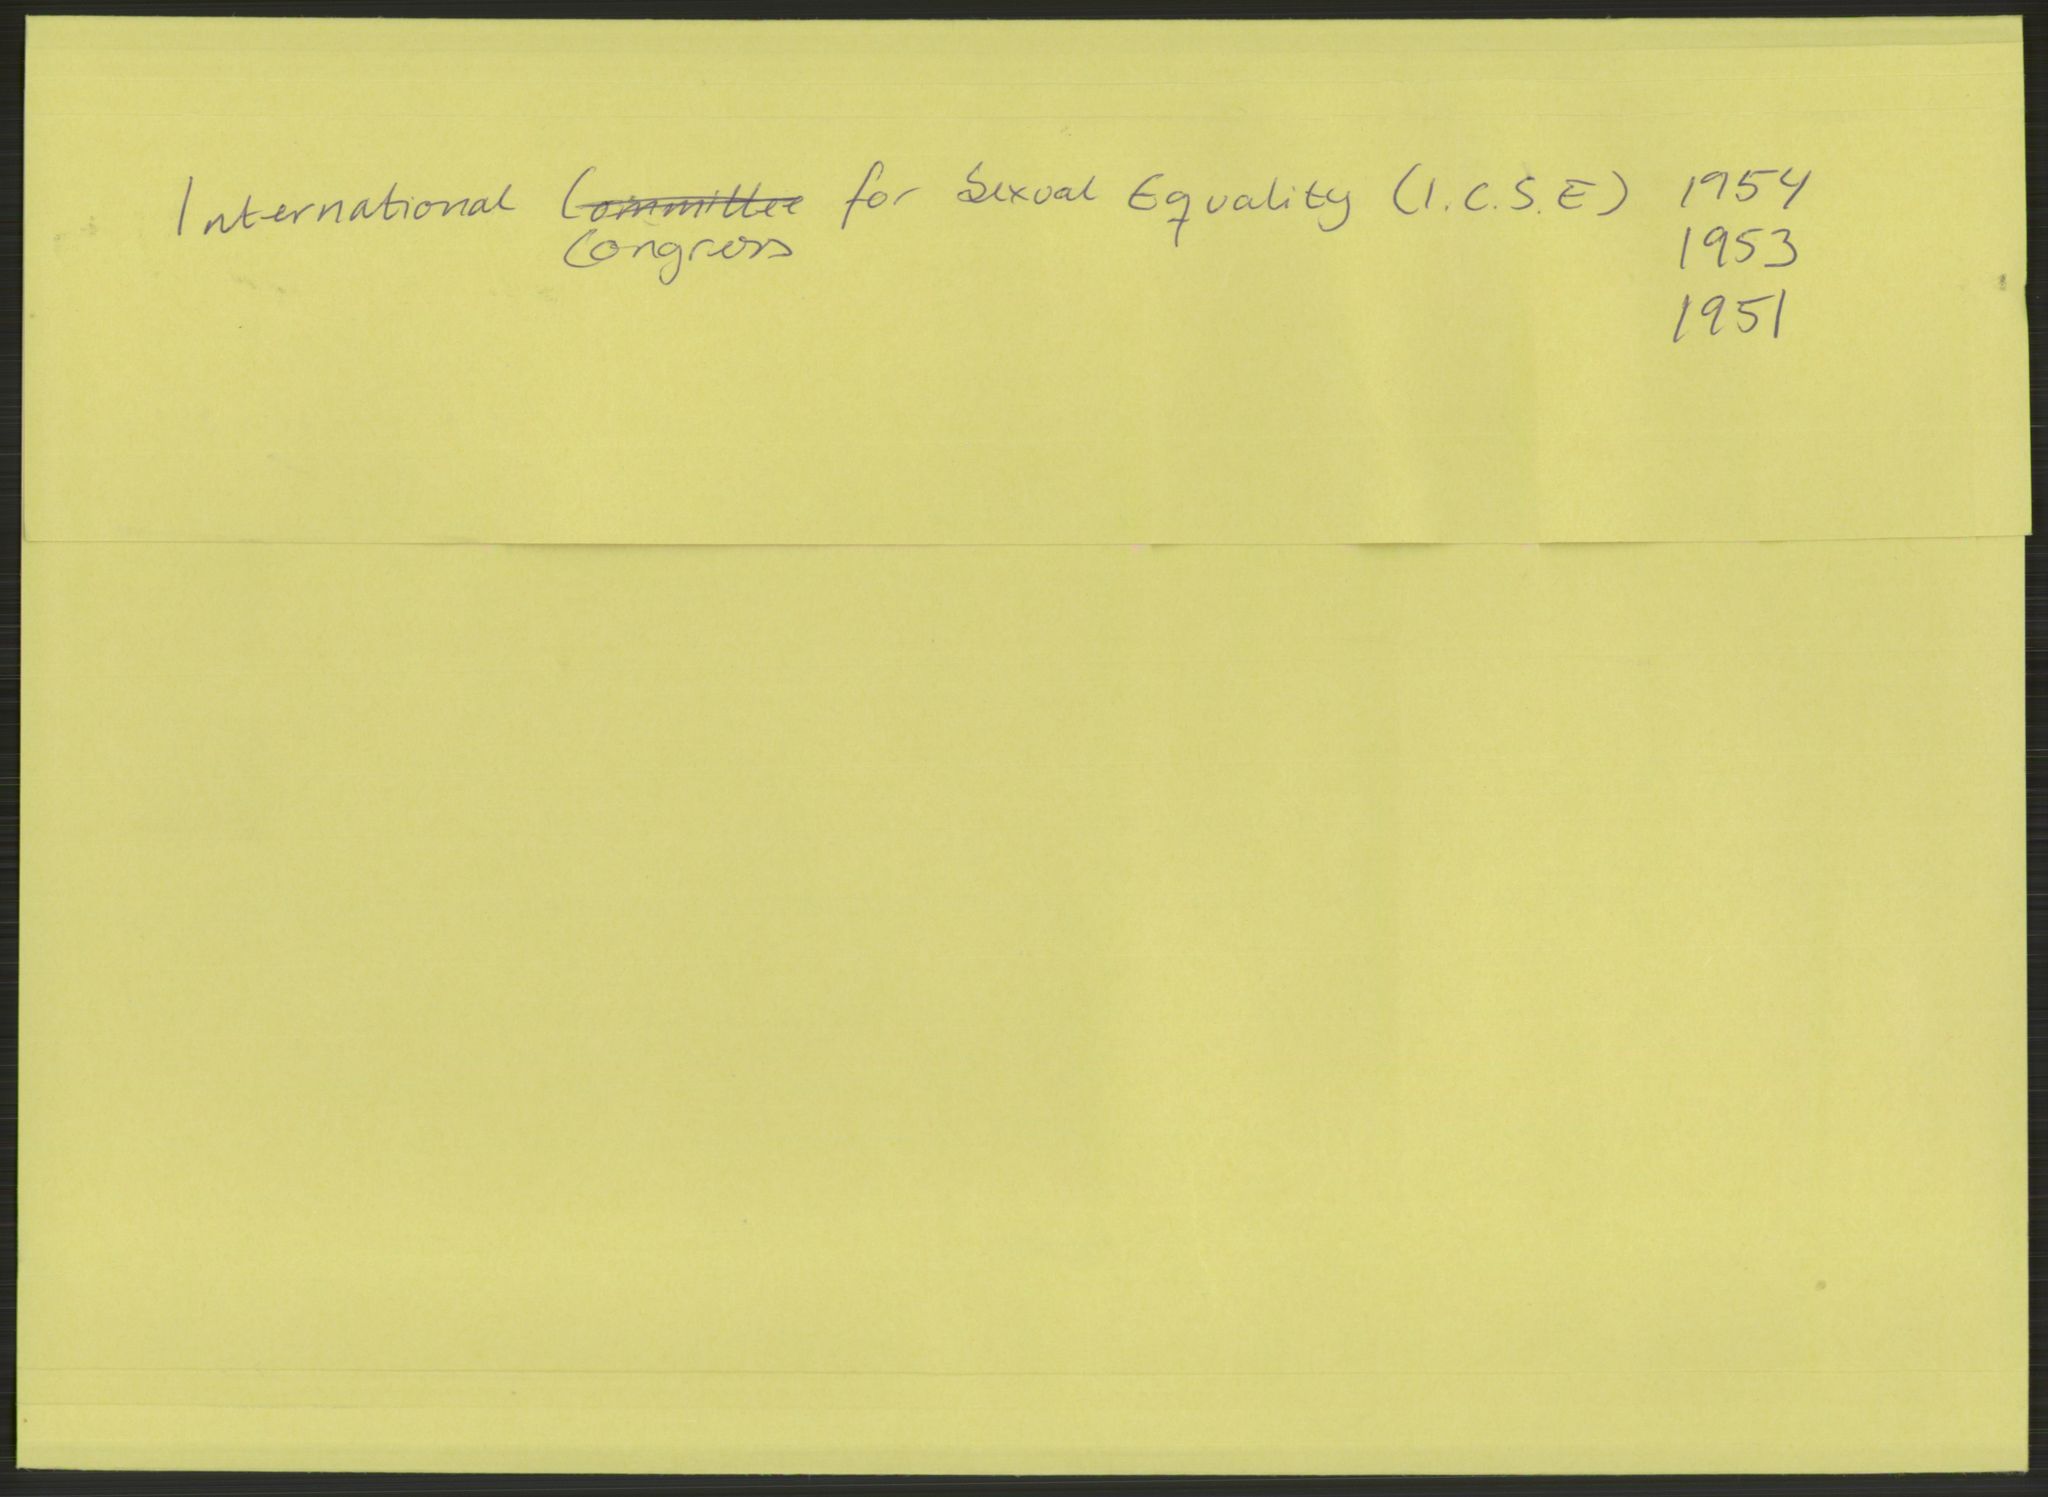 International Committee for Sexual Equality (I.C.S.E) 1954
Congress 1953
1951